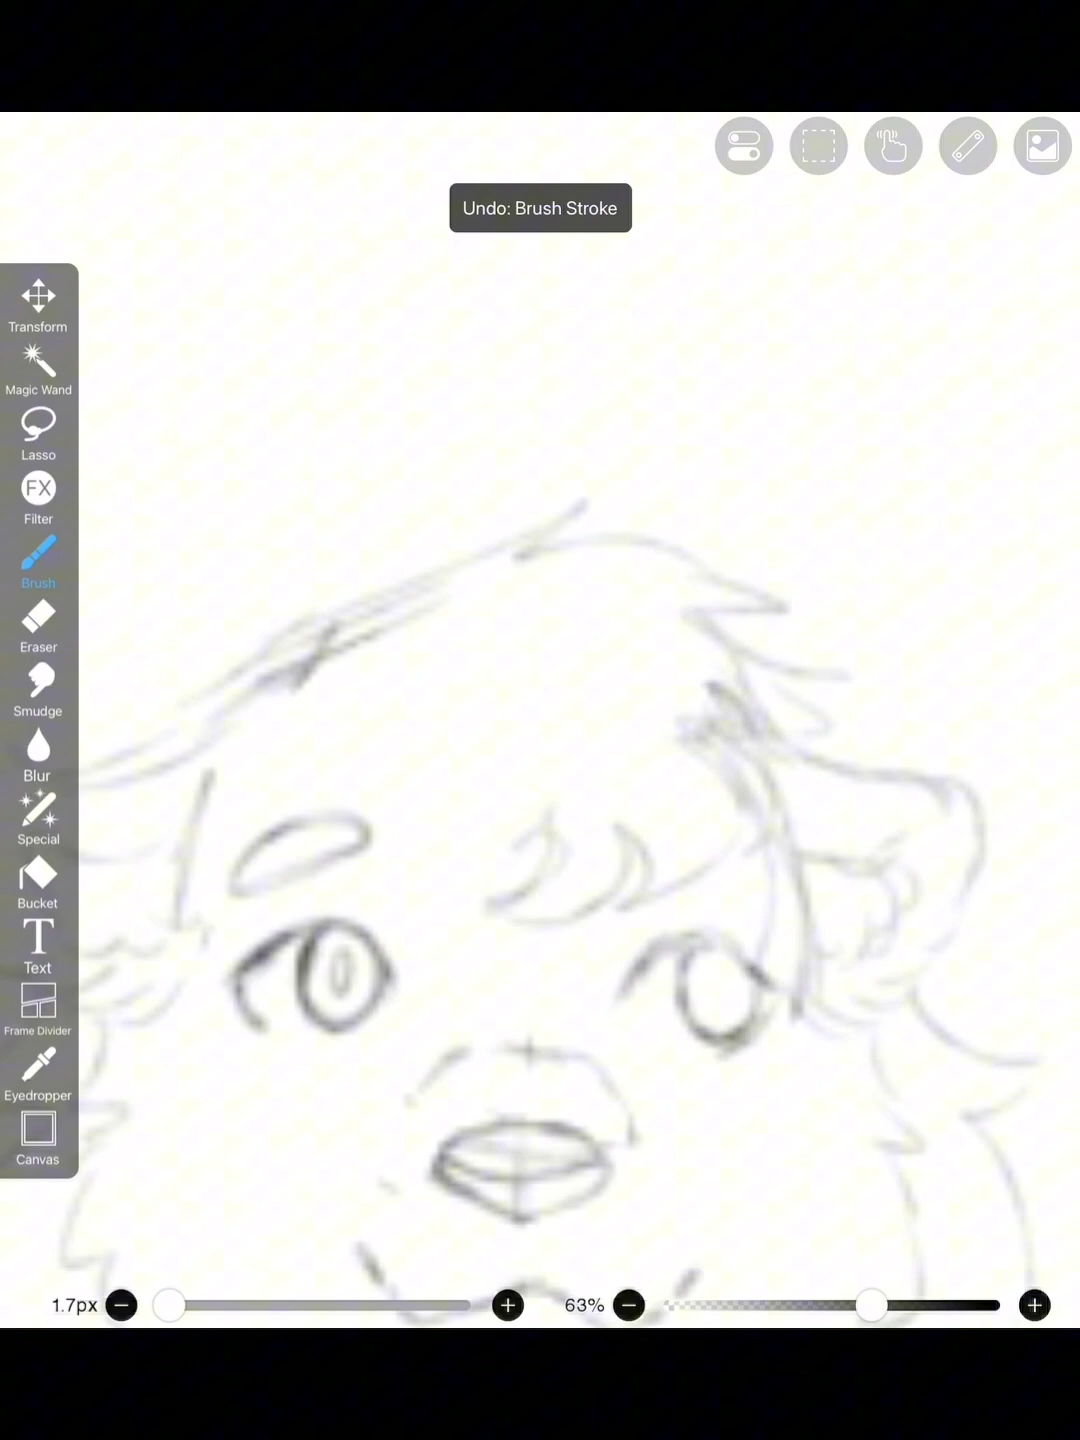 Undo: Brush Stroke
Transform
Magic Wand
Lasso
FX
Filter
Brush
Eraser
Smudge
Blur
Special
Bucket
T
Text
Frame Divider
Eyedropper
Canvas
1.7px
63%